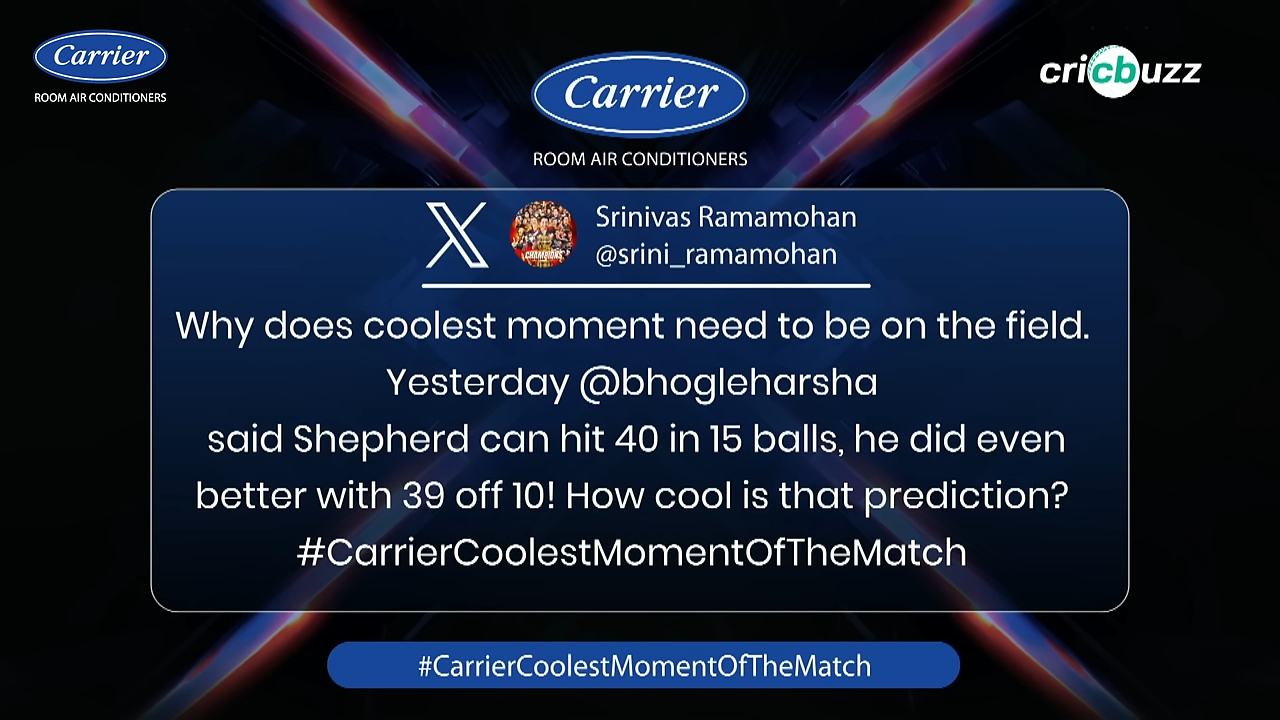 Carrier
ROOM AIR CONDITIONERS
Carrier
ROOM AIR CONDITIONERS
cricbuzz
X
CHAMPIONS
Srinivas Ramamohan
@srini_ramamohan
Why does coolest moment need to be on the field.
Yesterday @bhogleharsha
said Shepherd can hit 40 in 15 balls, he did even
better with 39 off 10! How cool is that prediction?
#CarrierCoolestMomentOfTheMatch
#CarrierCoolestMomentOfTheMatch